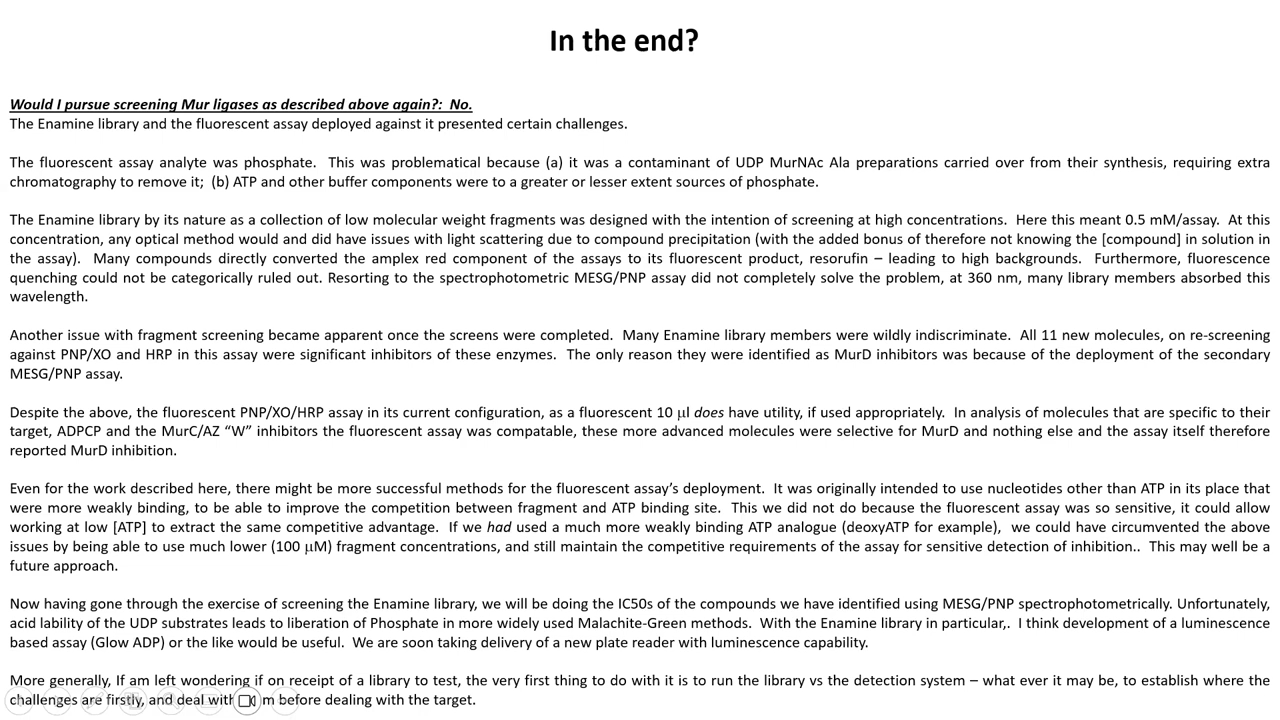 In the end?
Would I pursue screening Mur ligases as described above again?:  No.
The Enamine library and the fluorescent assay deployed against it presented certain challenges.
The fluorescent assay analyte was phosphate.  This was problematical because (a) it was a contaminant of UDP MurNAc Ala preparations carried over from their synthesis, requiring extra
chromatography to remove it;  (b) ATP and other buffer components were to a greater or lesser extent sources of phosphate.
The Enamine library by its nature as a collection of low molecular weight fragments was designed with the intention of screening at high concentrations.  Here this meant 0.5 mM/assay.  At this
concentration, any optical method would and did have issues with light scattering due to compound precipitation (with the added bonus of therefore not knowing the [compound] in solution in
the assay).  Many compounds directly converted the amplex red component of the assays to its fluorescent product, resorufin – leading to high backgrounds.  Furthermore, fluorescence
quenching could not be categorically ruled out. Resorting to the spectrophotometric MESG/PNP assay did not completely solve the problem, at 360 nm, many library members absorbed this
wavelength.
Another issue with fragment screening became apparent once the screens were completed.  Many Enamine library members were wildly indiscriminate.  All 11 new molecules, on re-screening
against PNP/XO and HRP in this assay were significant inhibitors of these enzymes.  The only reason they were identified as MurD inhibitors was because of the deployment of the secondary
MESG/PNP assay.
Despite the above, the fluorescent PNP/XO/HRP assay in its current configuration, as a fluorescent 10 μl does have utility, if used appropriately.  In analysis of molecules that are specific to their
target, ADPCP and the MurC/AZ “W” inhibitors the fluorescent assay was compatable, these more advanced molecules were selective for MurD and nothing else and the assay itself therefore
reported MurD inhibition.
Even for the work described here, there might be more successful methods for the fluorescent assay’s deployment.  It was originally intended to use nucleotides other than ATP in its place that
were more weakly binding, to be able to improve the competition between fragment and ATP binding site.  This we did not do because the fluorescent assay was so sensitive, it could allow
working at low [ATP] to extract the same competitive advantage.  If we had used a much more weakly binding ATP analogue (deoxyATP for example),  we could have circumvented the above
issues by being able to use much lower (100 μM) fragment concentrations, and still maintain the competitive requirements of the assay for sensitive detection of inhibition..  This may well be a
future approach.
Now having gone through the exercise of screening the Enamine library, we will be doing the IC50s of the compounds we have identified using MESG/PNP spectrophotometrically. Unfortunately,
acid lability of the UDP substrates leads to liberation of Phosphate in more widely used Malachite-Green methods.  With the Enamine library in particular,.  I think development of a luminescence
based assay (Glow ADP) or the like would be useful.  We are soon taking delivery of a new plate reader with luminescence capability.
More generally, If am left wondering if on receipt of a library to test, the very first thing to do with it is to run the library vs the detection system – what ever it may be, to establish where the
challenges are firstly, and deal with m before dealing with the target.